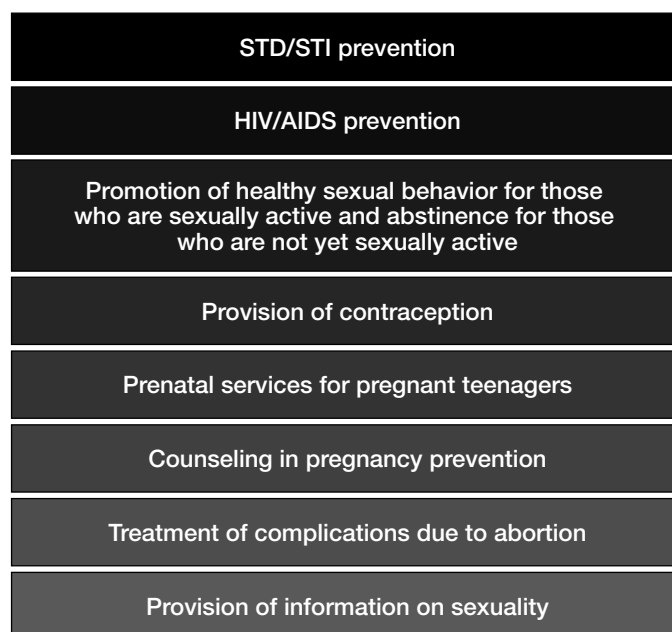 STD/STI prevention
HIV/AIDS prevention
Promotion of healthy sexual behavior for those
who are sexually active and abstinence for those
who are not yet sexually active
Provision of contraception
Prenatal services for pregnant teenagers
Counseling in pregnancy prevention
Treatment of complications due to abortion
Provision of information on sexuality